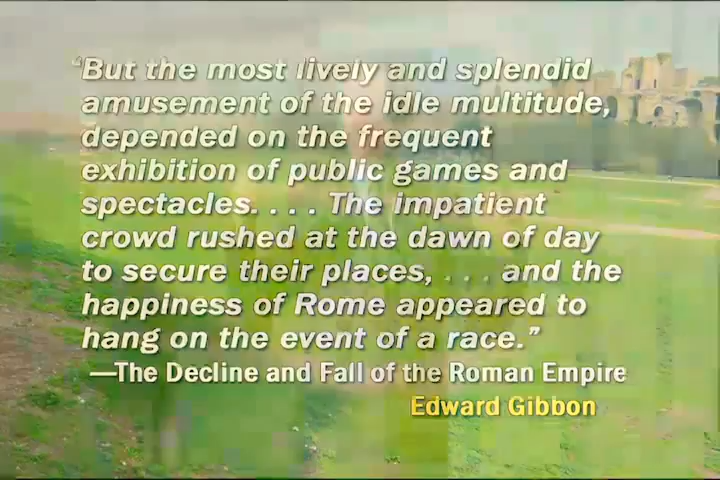 “But the most lively and splendid
amusement of the idle multitude,
depended on the frequent
exhibition of public games and
spectacles. . . . The impatient
crowd rushed at the dawn of day
to secure their places, . . . and the
happiness of Rome appeared to
hang on the event of a race.”
—The Decline and Fall of the Roman Empire
Edward Gibbon